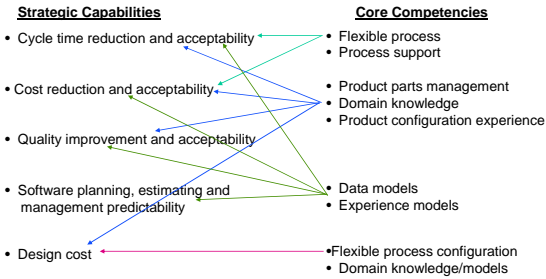 Strategic Capabilities
• Cycle time reduction and acceptability
• Cost reduction and acceptability
• Quality improvement and acceptability
• Software planning, estimating and
management predictability
• Design cost
Core Competencies
• Flexible process
• Process support
• Product parts management
• Domain knowledge
• Product configuration experience
• Data models
• Experience models
•Flexible process configuration
• Domain knowledge/models